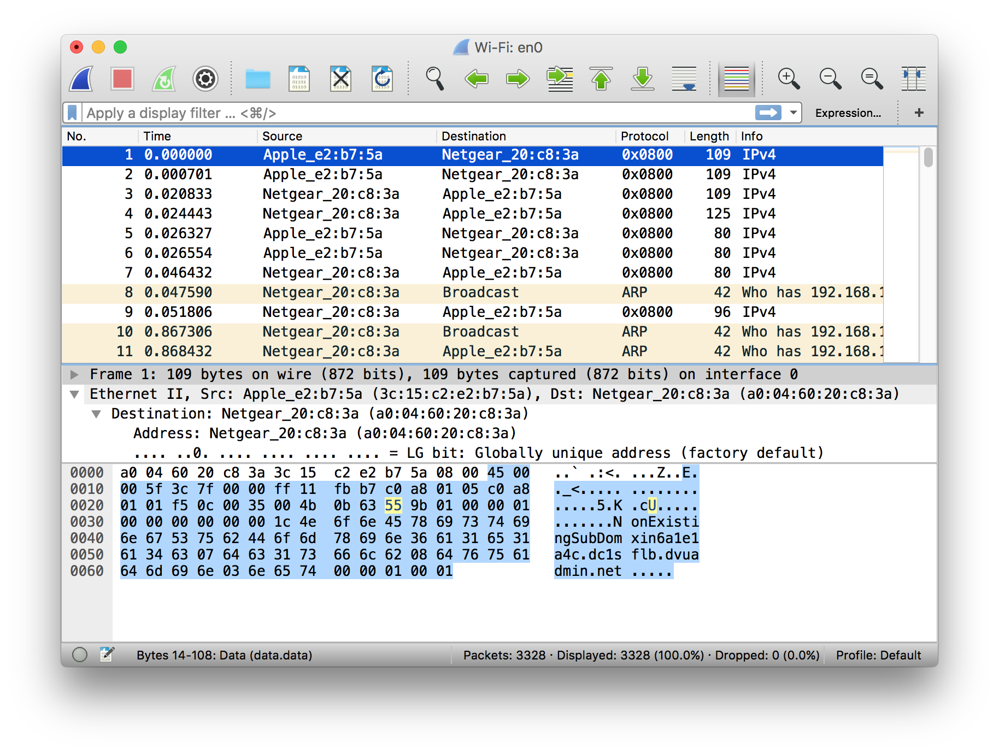 Wi-Fi: en0
Apply a display filter ... <⌘/>
Expression...
+
No. Time Source Destination Protocol Length Info
1 0.000000 Apple_e2:b7:5a Netgear_20:c8:3a 0x0800 109 IPv4
2 0.000701 Apple_e2:b7:5a Netgear_20:c8:3a 0x0800 109 IPv4
3 0.020833 Netgear_20:c8:3a Apple_e2:b7:5a 0x0800 109 IPv4
4 0.024443 Netgear_20:c8:3a Apple_e2:b7:5a 0x0800 125 IPv4
5 0.026327 Apple_e2:b7:5a Netgear_20:c8:3a 0x0800 80 IPv4
6 0.026554 Apple_e2:b7:5a Netgear_20:c8:3a 0x0800 80 IPv4
7 0.046432 Netgear_20:c8:3a Apple_e2:b7:5a 0x0800 80 IPv4
8 0.047590 Netgear_20:c8:3a Broadcast ARP 42 Who has 192.168.1
9 0.051806 Netgear_20:c8:3a Apple_e2:b7:5a 0x0800 96 IPv4
10 0.867306 Netgear_20:c8:3a Broadcast ARP 42 Who has 192.168.1
11 0.868432 Netgear_20:c8:3a Apple_e2:b7:5a ARP 42 Who has 192.168.1
Frame 1: 109 bytes on wire (872 bits), 109 bytes captured (872 bits) on interface 0
Ethernet II, Src: Apple_e2:b7:5a (3c:15:c2:e2:b7:5a), Dst: Netgear_20:c8:3a (a0:04:60:20:c8:3a)
Destination: Netgear_20:c8:3a (a0:04:60:20:c8:3a)
Address: Netgear_20:c8:3a (a0:04:60:20:c8:3a)
.... ..0. .... .... .... .... = LG bit: Globally unique address (factory default)
0000 a0 04 60 20 c8 3a 3c 15 c2 e2 b7 5a 08 00 45 00 ..` .:<. ...Z..E.
0010 00 5f 3c 7f 00 00 ff 11 fb b7 c0 a8 01 05 c0 a8 ._<..... ........
0020 01 01 f5 0c 00 35 00 4b 0b 63 55 9b 01 00 00 01 .....5.K .cU.....
0030 00 00 00 00 00 00 1c 4e 6f 6e 45 78 69 73 74 69 .......N onExisti
0040 6e 67 53 75 62 44 6f 6d 78 69 6e 36 61 31 65 31 ngSubDom xin6a1e1
0050 61 34 63 07 64 63 31 73 66 6c 62 08 64 76 75 61 a4c.dc1s flb.dvua
0060 64 6d 69 6e 03 6e 65 74 00 00 01 00 01 dmin.net .....
Bytes 14-108: Data (data.data)
Packets: 3328 · Displayed: 3328 (100.0%) · Dropped: 0 (0.0%)
Profile: Default